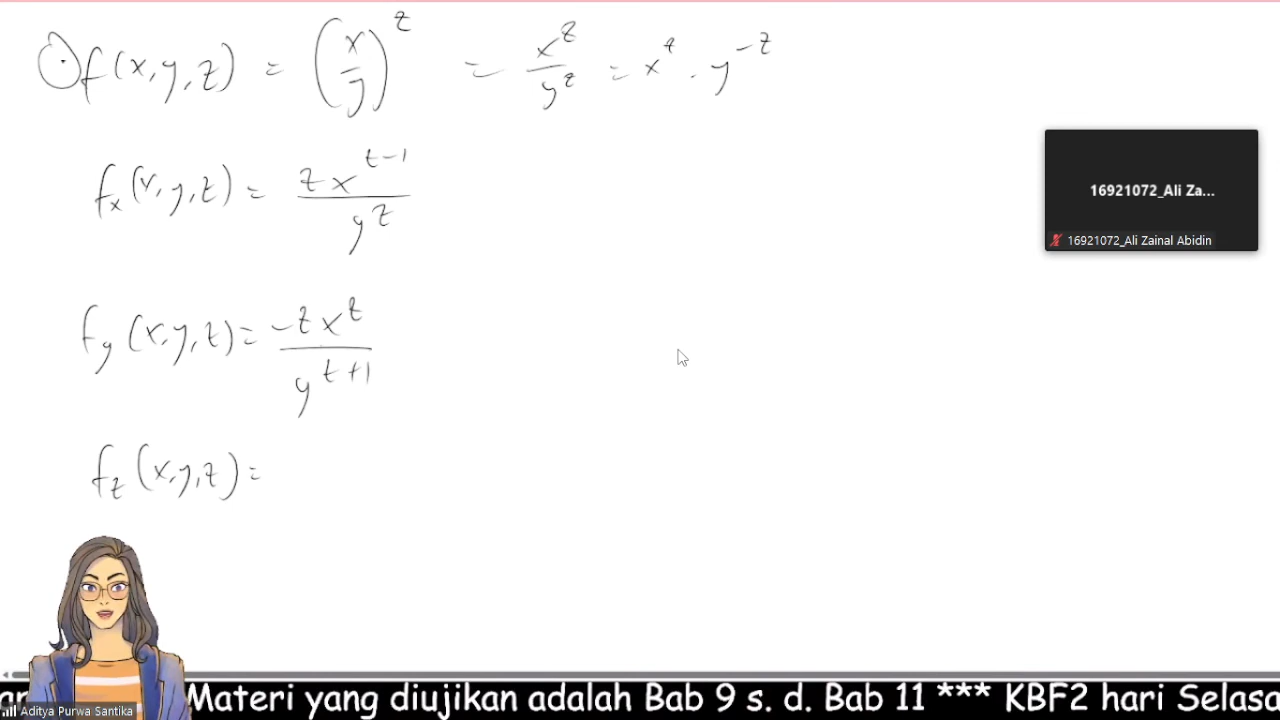 f(x,y,z) = (x/y)^z = x^z/y^z = x^z . y^-z
16921072_Ali Za...
f_x(x,y,z) = z x^(z-1) / y^z
16921072_Ali Zainal Abidin
f_y(x,y,z) = -z x^z / y^(z+1)
f_z(x,y,z) =
Materi yang diujikan adalah Bab 9 s. d. Bab 11 *** KBF2 hari Selasa
Aditya Purwa Santika